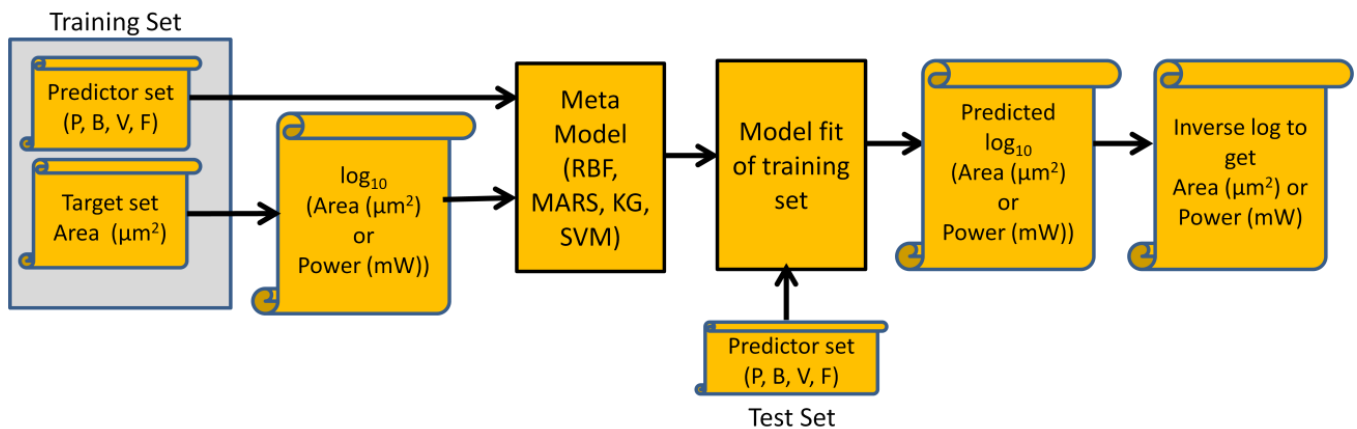 Training Set
Predictor set
(P, B, V, F)
Target set
Area (µm²)
log₁₀
(Area (µm²)
or
Power (mW))
Meta
Model
(RBF,
MARS, KG,
SVM)
Model fit
of training
set
Predictor set
(P, B, V, F)
Test Set
Predicted
log₁₀
(Area (µm²)
or
Power (mW))
Inverse log to
get
Area (µm²) or
Power (mW)